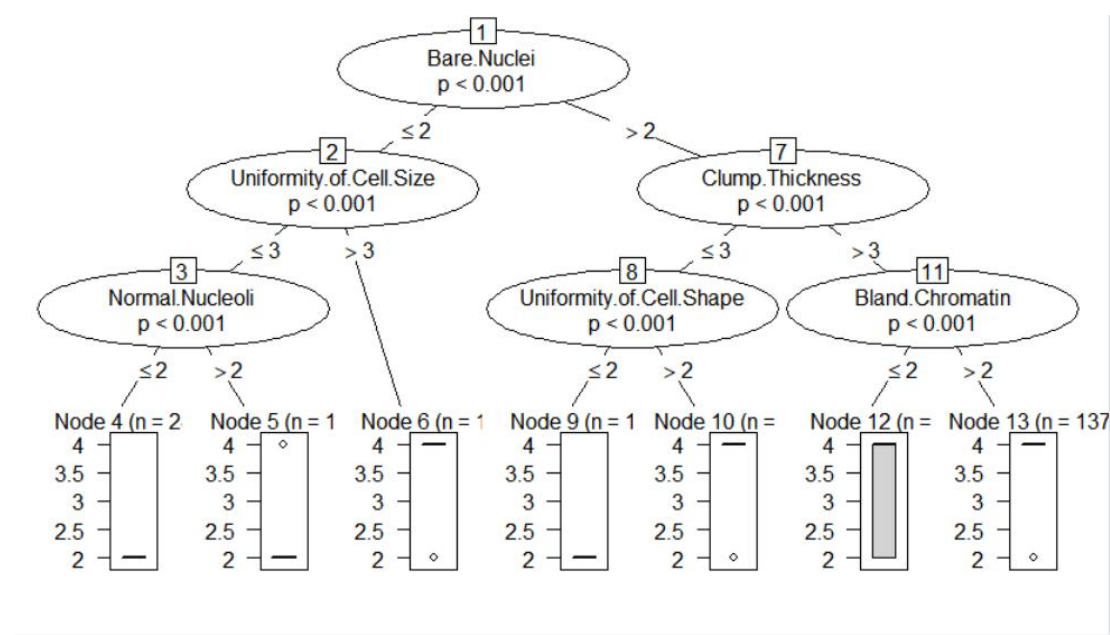 1
Bare.Nuclei
p < 0.001
≤ 2
> 2
2
Uniformity.of.Cell.Size
p < 0.001
7
Clump.Thickness
p < 0.001
≤ 3
> 3
≤ 3
> 3
3
Normal.Nucleoli
p < 0.001
8
Uniformity.of.Cell.Shape
p < 0.001
11
Bland.Chromatin
p < 0.001
≤ 2
> 2
≤ 2
> 2
≤ 2
> 2
Node 4 (n = 2
4
3.5
3
2.5
2
Node 5 (n = 1
4
3.5
3
2.5
2
Node 6 (n = 1
4
3.5
3
2.5
2
Node 9 (n = 1
4
3.5
3
2.5
2
Node 10 (n =
4
3.5
3
2.5
2
Node 12 (n =
4
3.5
3
2.5
2
Node 13 (n = 137
4
3.5
3
2.5
2